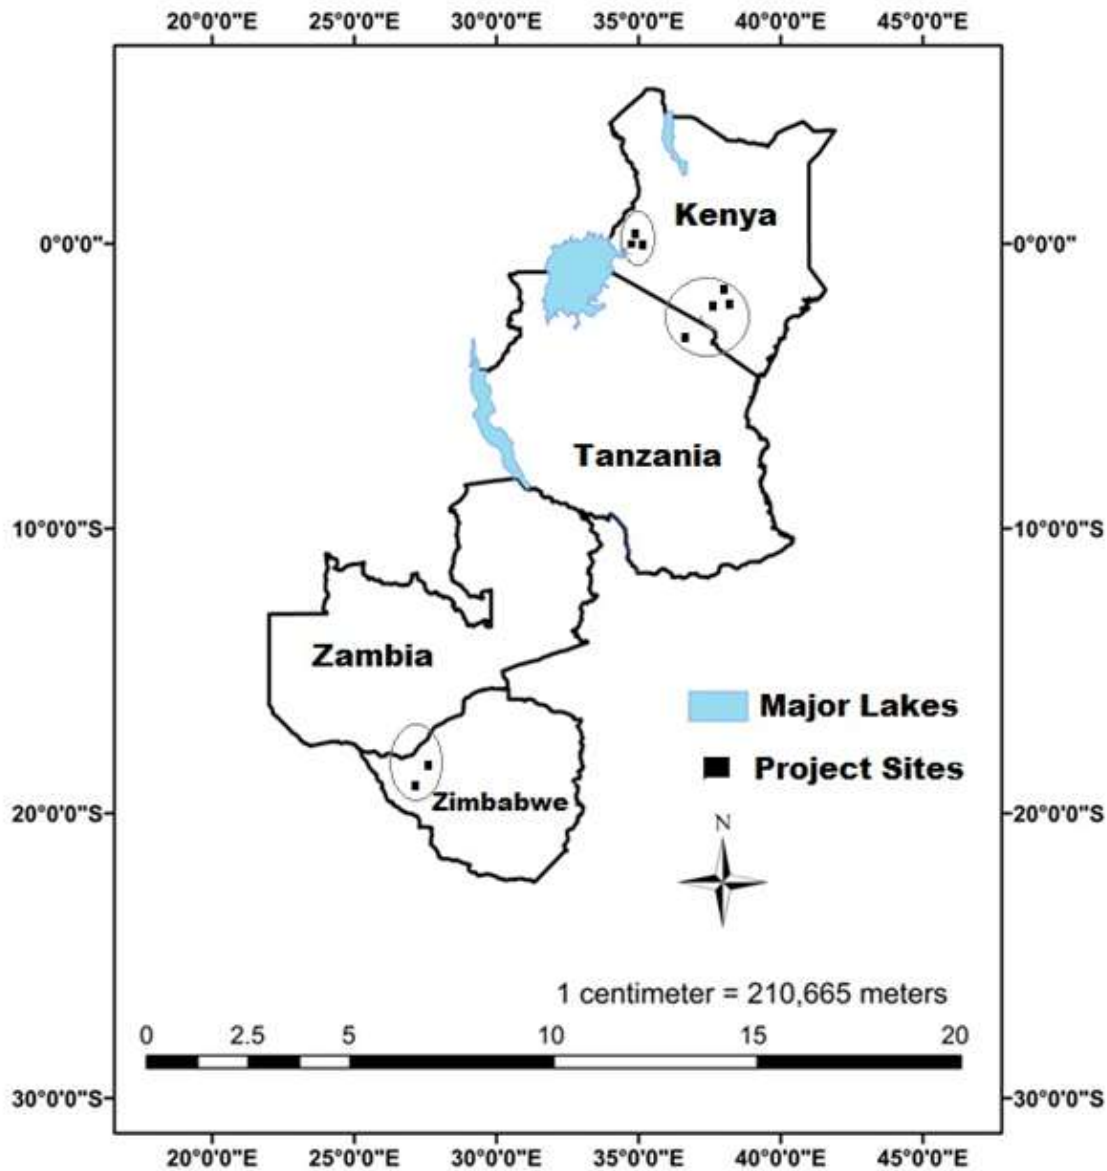 20°0'0"E 25°0'0"E 30°0'0"E 35°0'0"E 40°0'0"E 45°0'0"E
Kenya
0°0'0" 0°0'0"
Tanzania
10°0'0"S 10°0'0"S
Zambia
Major Lakes
Project Sites
Zimbabwe
20°0'0"S 20°0'0"S
N
1 centimeter = 210,665 meters
0 2.5 5 10 15 20
30°0'0"S 30°0'0"S
20°0'0"E 25°0'0"E 30°0'0"E 35°0'0"E 40°0'0"E 45°0'0"E